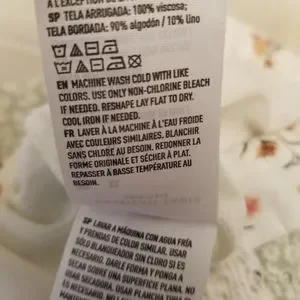 SP TELA ARRUGADA: 100% viscosa;
TELA BORDADA: 90% algodón / 10% lino
EN MACHINE WASH COLD WITH LIKE
COLORS. USE ONLY NON-CHLORINE BLEACH
IF NEEDED. RESHAPE LAY FLAT TO DRY.
COOL IRON IF NEEDED.
FR LAVER À LA MACHINE À L'EAU FROIDE
AVEC COULEURS SIMILAIRES. BLANCHIR
SANS CHLORE AU BESOIN. REDONNER LA
FORME ORIGINALE ET SÉCHER À PLAT.
REPASSER À BASSE TEMPÉRATURE AU
BESOIN.
SP LAVAR A MÁQUINA CON AGUA FRÍA
Y PRENDAS DE COLOR SIMILAR. USAR
SÓLO BLANQUEADOR SIN CLORO SI ES
NECESARIO. DARLE FORMA Y PONGA A
SECAR SOBRE UNA SUPERFICIE PLANA. NO
USAR SECADORA. USAR PLANCHA TIBIA SI